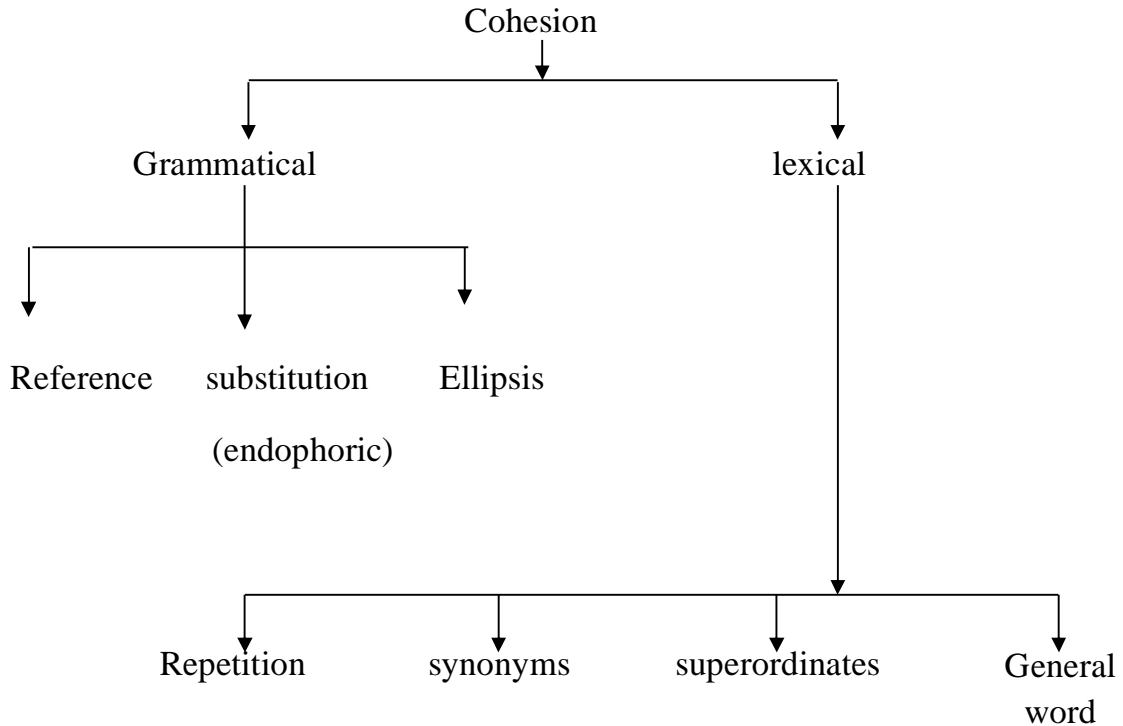 Cohesion
Grammatical lexical
Reference substitution Ellipsis
(endophoric)
Repetition synonyms superordinates General
word